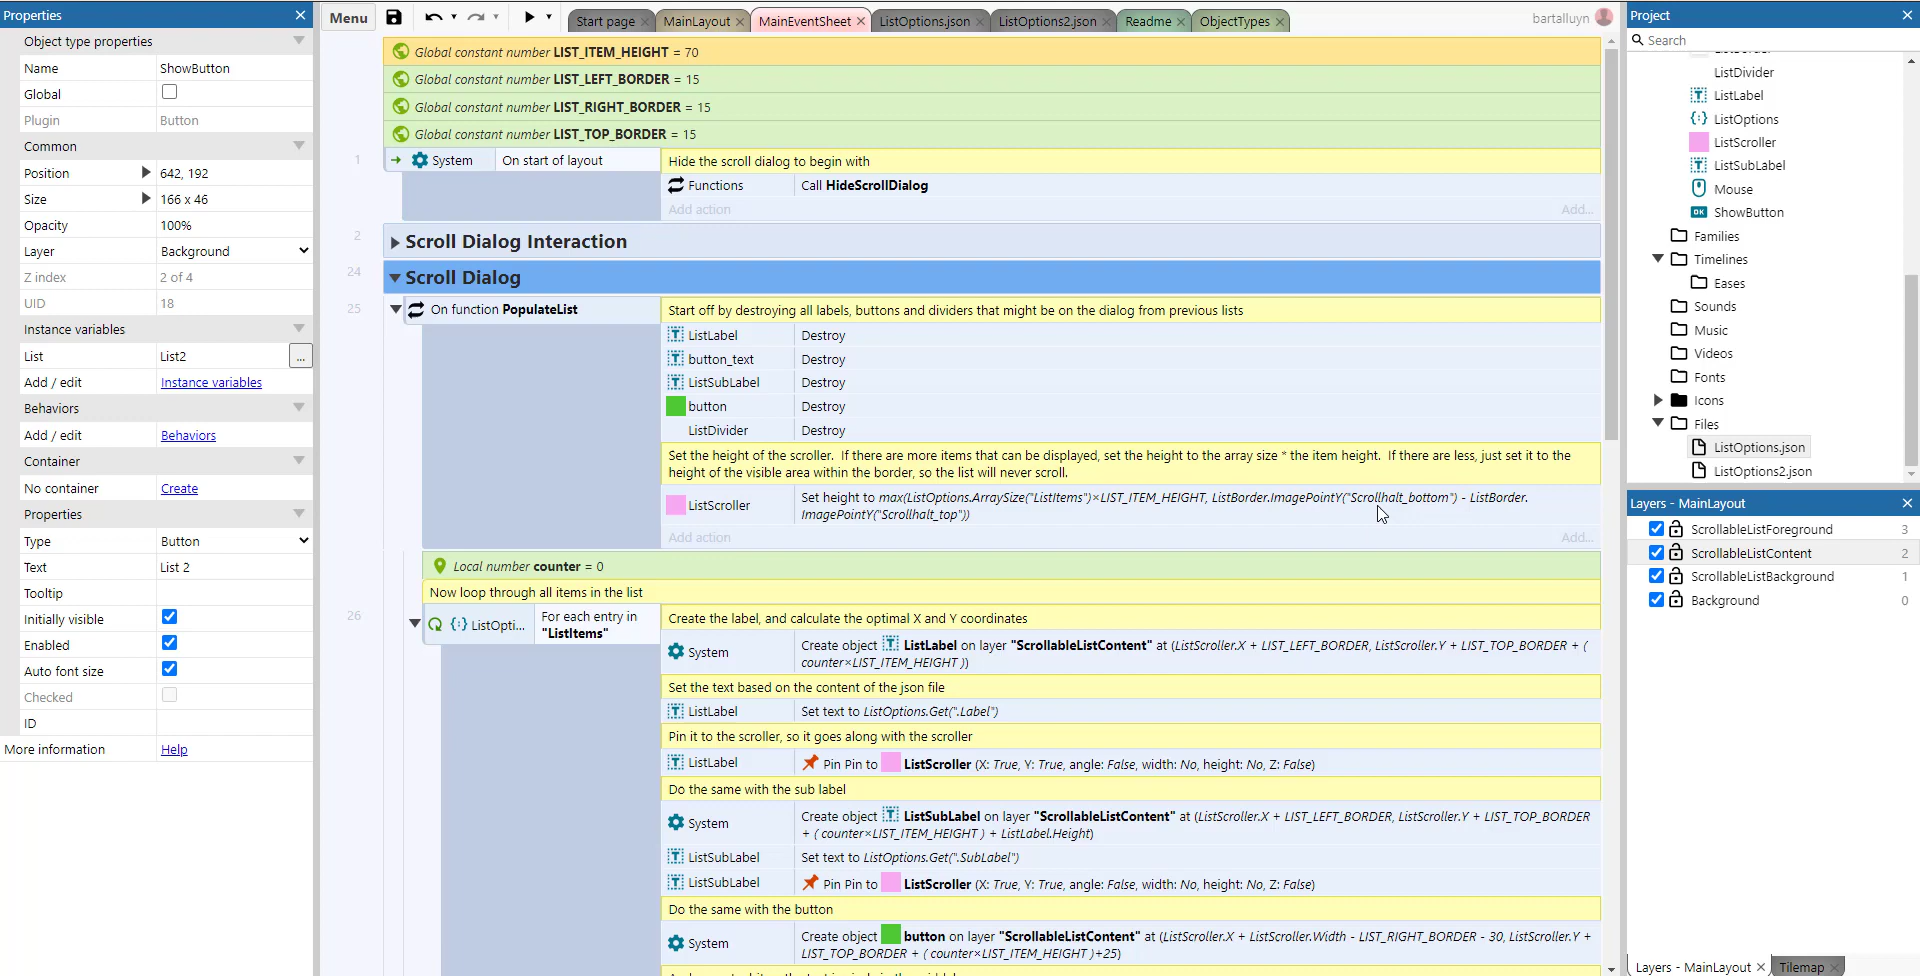 Properties
Object type properties
Name ShowButton
Global
Plugin Button
Common
Position 642, 192
Size 166 x 46
Opacity 100%
Layer Background
Z index 2 of 4
UID 18
Instance variables
List List2 ...
Add / edit Instance variables
Behaviors
Add / edit Behaviors
Container
No container Create
Properties
Type Button
Text List 2
Tooltip
Initially visible
Enabled
Auto font size
Checked
ID
More information Help
Menu
Start page
MainLayout
MainEventSheet
ListOptions.json
ListOptions2.json
Readme
ObjectTypes
bartalluyn
Global constant number LIST_ITEM_HEIGHT = 70
Global constant number LIST_LEFT_BORDER = 15
Global constant number LIST_RIGHT_BORDER = 15
Global constant number LIST_TOP_BORDER = 15
1 System On start of layout
Hide the scroll dialog to begin with
Functions Call HideScrollDialog
Add action Add...
2 Scroll Dialog Interaction
24 Scroll Dialog
25 On function PopulateList
Start off by destroying all labels, buttons and dividers that might be on the dialog from previous lists
ListLabel Destroy
button_text Destroy
ListSubLabel Destroy
button Destroy
ListDivider Destroy
Set the height of the scroller. If there are more items that can be displayed, set the height to the array size * the item height. If there are less, just set it to the
height of the visible area within the border, so the list will never scroll.
ListScroller Set height to max(ListOptions.ArraySize("ListItems")×LIST_ITEM_HEIGHT, ListBorder.ImagePointY("Scrollhalt_bottom") - ListBorder.
ImagePointY("Scrollhalt_top"))
Add action Add...
Local number counter = 0
Now loop through all items in the list
26 ListOpti... For each entry in
"ListItems"
Create the label, and calculate the optimal X and Y coordinates
System Create object ListLabel on layer "ScrollableListContent" at (ListScroller.X + LIST_LEFT_BORDER, ListScroller.Y + LIST_TOP_BORDER + (
counter×LIST_ITEM_HEIGHT ))
Set the text based on the content of the json file
ListLabel Set text to ListOptions.Get(".Label")
Pin it to the scroller, so it goes along with the scroller
ListLabel Pin Pin to ListScroller (X: True, Y: True, angle: False, width: No, height: No, Z: False)
Do the same with the sub label
System Create object ListSubLabel on layer "ScrollableListContent" at (ListScroller.X + LIST_LEFT_BORDER, ListScroller.Y + LIST_TOP_BORDER
+ ( counter×LIST_ITEM_HEIGHT ) + ListLabel.Height)
ListSubLabel Set text to ListOptions.Get(".SubLabel")
ListSubLabel Pin Pin to ListScroller (X: True, Y: True, angle: False, width: No, height: No, Z: False)
Do the same with the button
System Create object button on layer "ScrollableListContent" at (ListScroller.X + ListScroller.Width - LIST_RIGHT_BORDER - 30, ListScroller.Y +
LIST_TOP_BORDER + ( counter×LIST_ITEM_HEIGHT )+25)
Project
Search
ListDivider
ListLabel
ListOptions
ListScroller
ListSubLabel
Mouse
OK ShowButton
Families
Timelines
Eases
Sounds
Music
Videos
Fonts
Icons
Files
ListOptions.json
ListOptions2.json
Layers - MainLayout
ScrollableListForeground 3
ScrollableListContent 2
ScrollableListBackground 1
Background 0
Layers - MainLayout
Tilemap